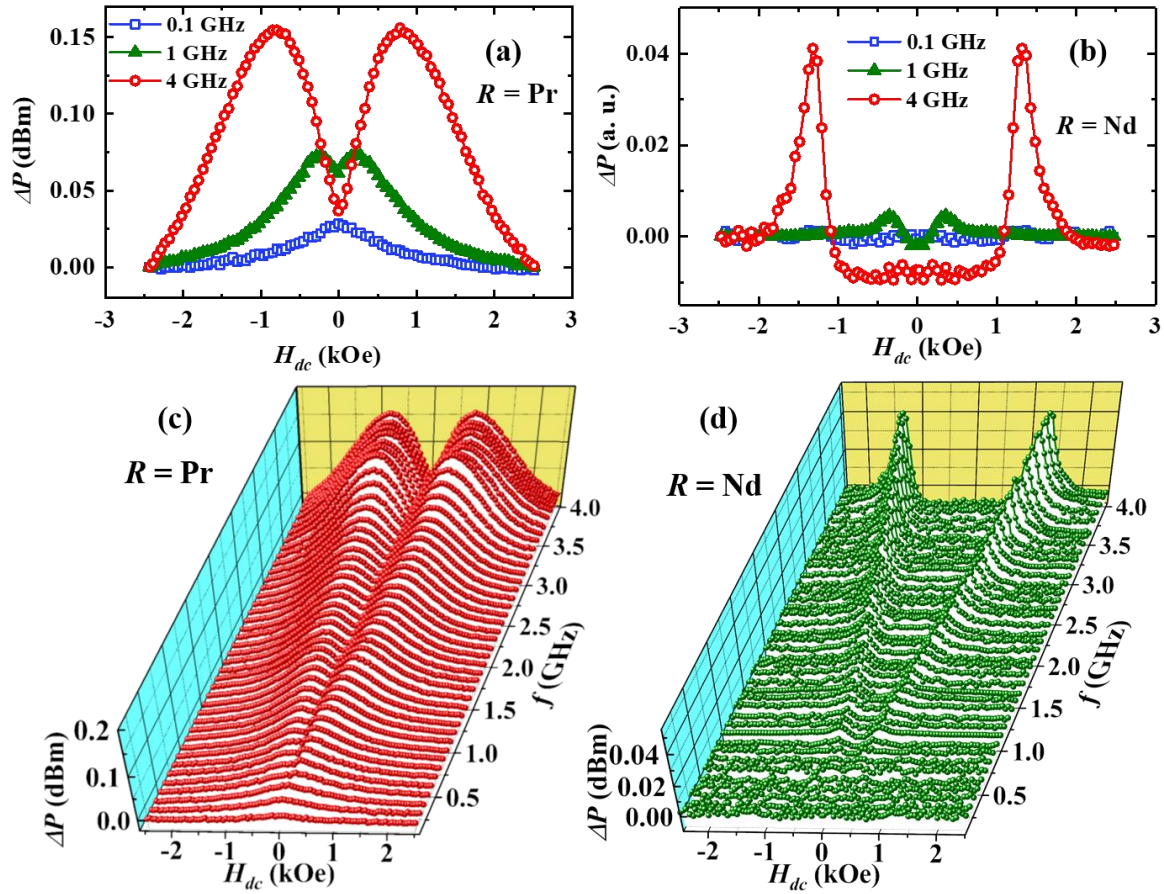 0.1 GHz
1 GHz
4 GHz
(a)
R = Pr
0.15
0.10
0.05
0.00
ΔP (dBm)
-3 -2 -1 0 1 2 3
H_dc (kOe)
0.1 GHz
1 GHz
4 GHz
(b)
R = Nd
0.04
0.02
0.00
ΔP (a. u.)
-3 -2 -1 0 1 2 3
H_dc (kOe)
(c)
R = Pr
4.0
3.5
3.0
2.5
2.0
1.5
1.0
0.5
f (GHz)
0.2
0.1
0.0
ΔP (dBm)
-2 -1 0 1 2
H_dc (kOe)
(d)
R = Nd
4.0
3.5
3.0
2.5
2.0
1.5
1.0
0.5
f (GHz)
0.04
0.02
0.00
ΔP (dBm)
-2 -1 0 1 2
H_dc (kOe)